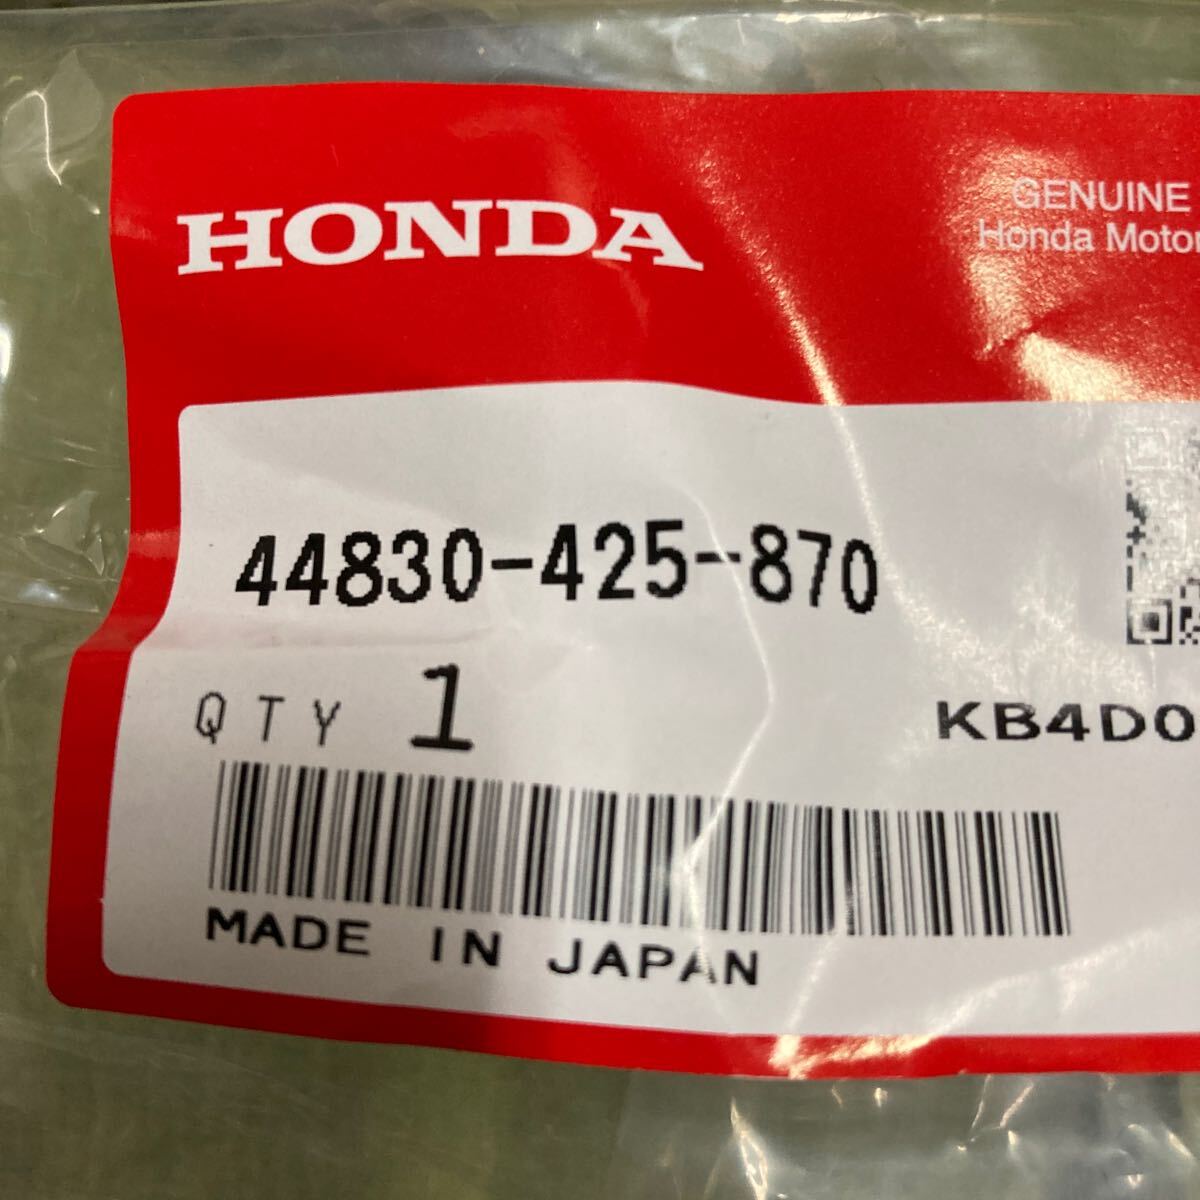 HONDA
GENUINE
Honda Motor
44830-425-870
QTY 1
KB4D0
MADE IN JAPAN